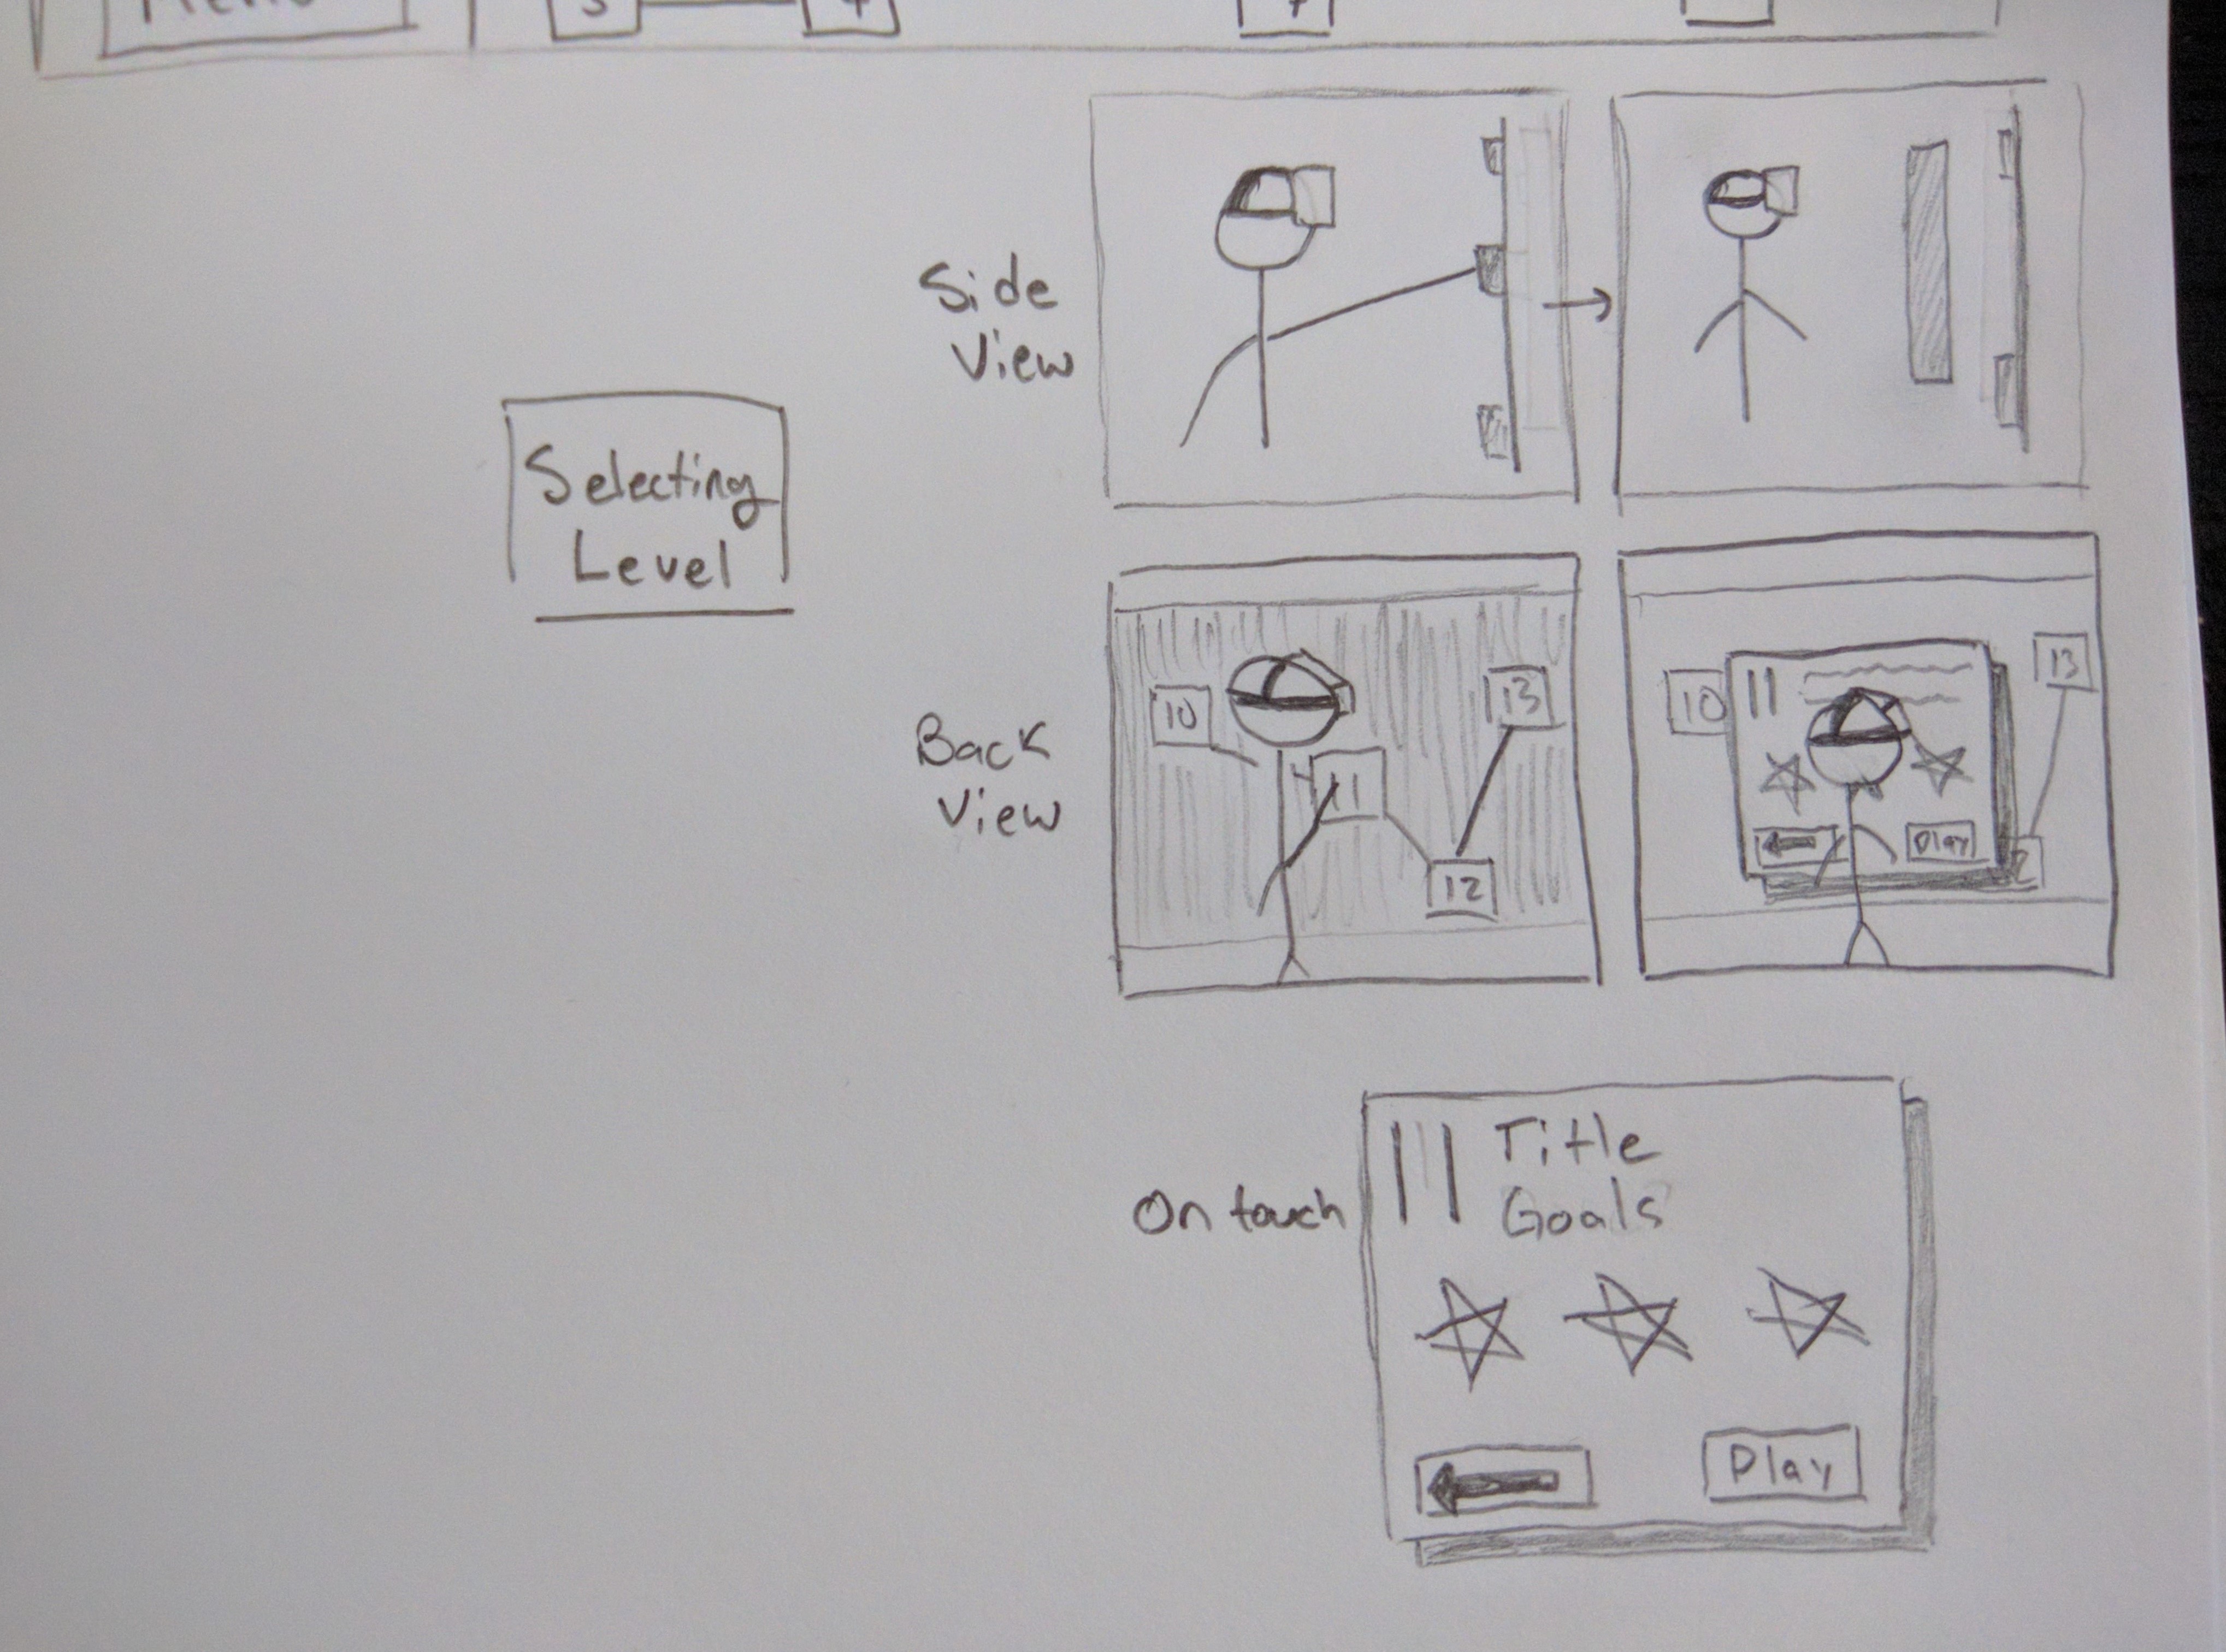 Menu
Side
View
Selecting
Level
Back
View
10
11
12
13
10
11
13
Play
On touch
11 Title
Goals
Play